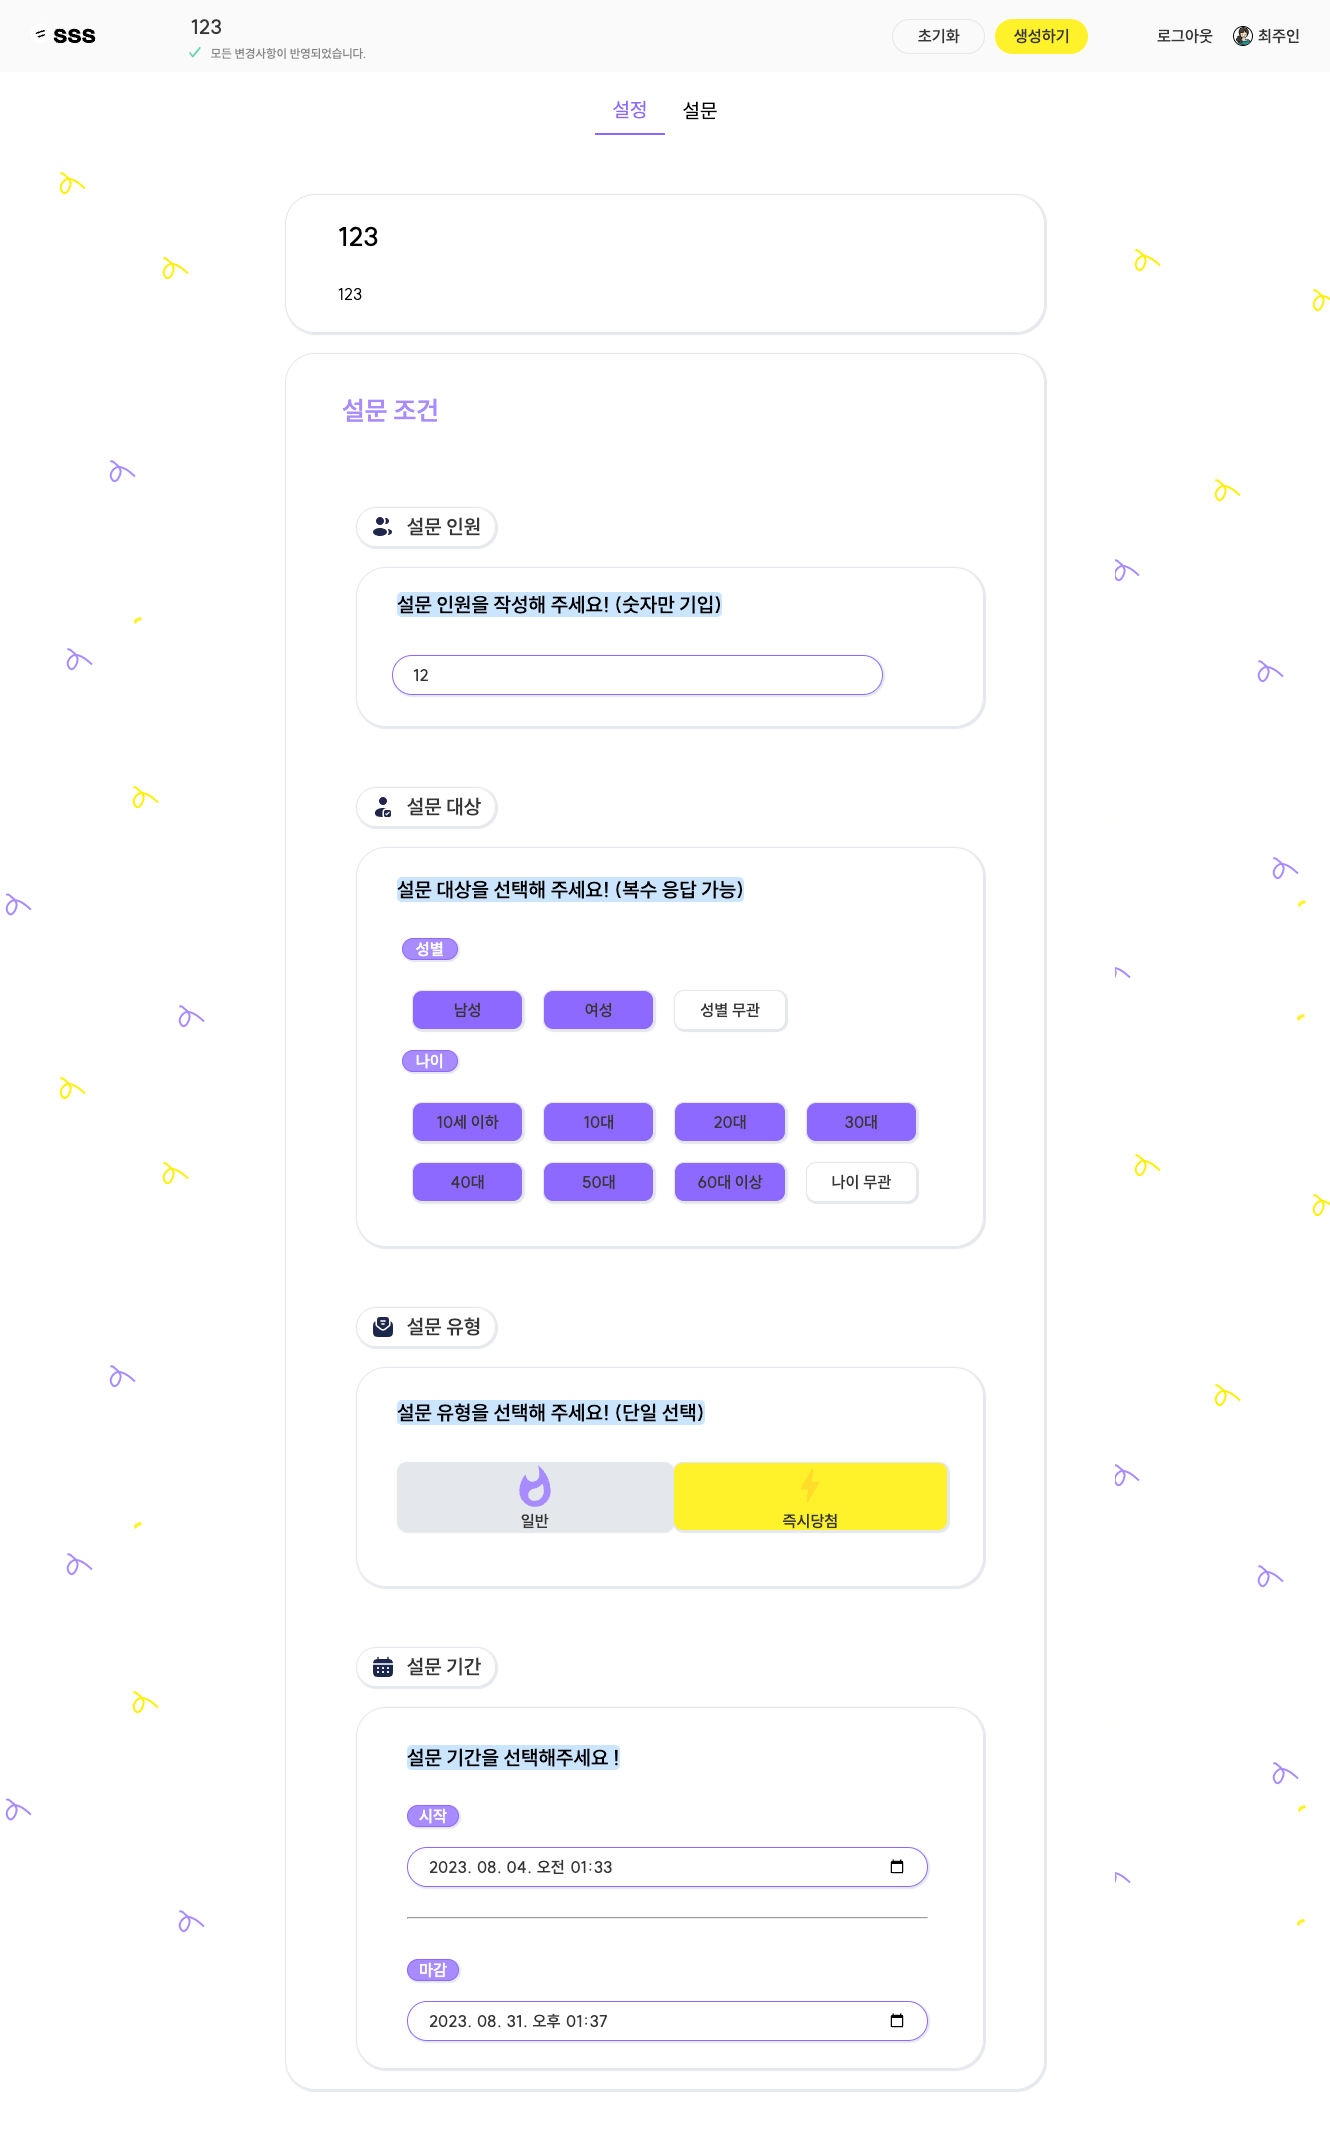 sss
123
모든 변경사항이 반영되었습니다.
초기화
생성하기
로그아웃
최주인
설정
설문
123
123
설문 조건
설문 인원
설문 인원을 작성해 주세요! (숫자만 기입)
12
설문 대상
설문 대상을 선택해 주세요! (복수 응답 가능)
성별
남성
여성
성별 무관
나이
10세 이하
10대
20대
30대
40대
50대
60대 이상
나이 무관
설문 유형
설문 유형을 선택해 주세요! (단일 선택)
일반
즉시당첨
설문 기간
설문 기간을 선택해주세요 !
시작
2023. 08. 04. 오전 01:33
마감
2023. 08. 31. 오후 01:37